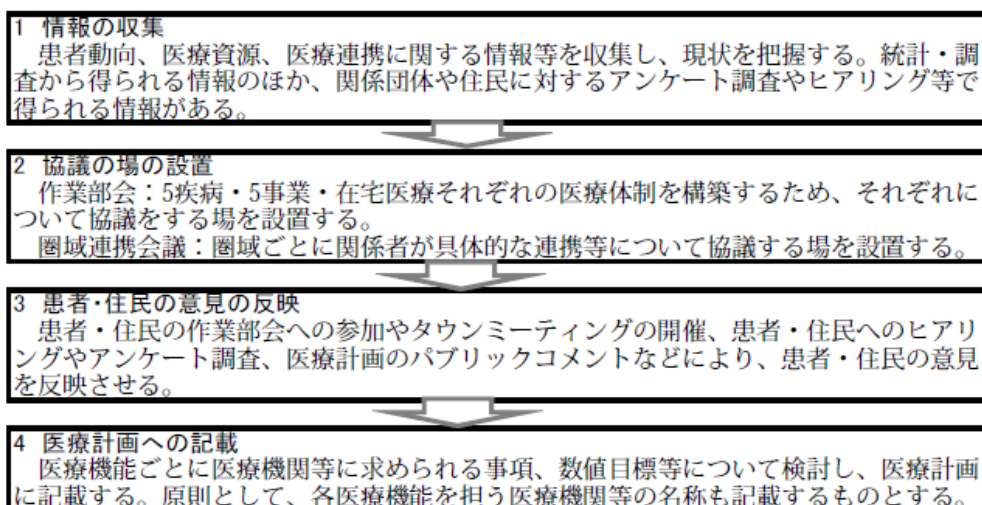 1 情報の収集
患者動向、医療資源、医療連携に関する情報等を収集し、現状を把握する。統計・調
査から得られる情報のほか、関係団体や住民に対するアンケート調査やヒアリング等で
得られる情報がある。
2 協議の場の設置
作業部会：5疾病・5事業・在宅医療それぞれの医療体制を構築するため、それぞれに
ついて協議をする場を設置する。
圏域連携会議：圏域ごとに関係者が具体的な連携等について協議する場を設置する。
3 患者・住民の意見の反映
患者・住民の作業部会への参加やタウンミーティングの開催、患者・住民へのヒアリ
ングやアンケート調査、医療計画のパブリックコメントなどにより、患者・住民の意見
を反映させる。
4 医療計画への記載
医療機能ごとに医療機関等に求められる事項、数値目標等について検討し、医療計画
に記載する。原則として、各医療機能を担う医療機関等の名称も記載するものとする。